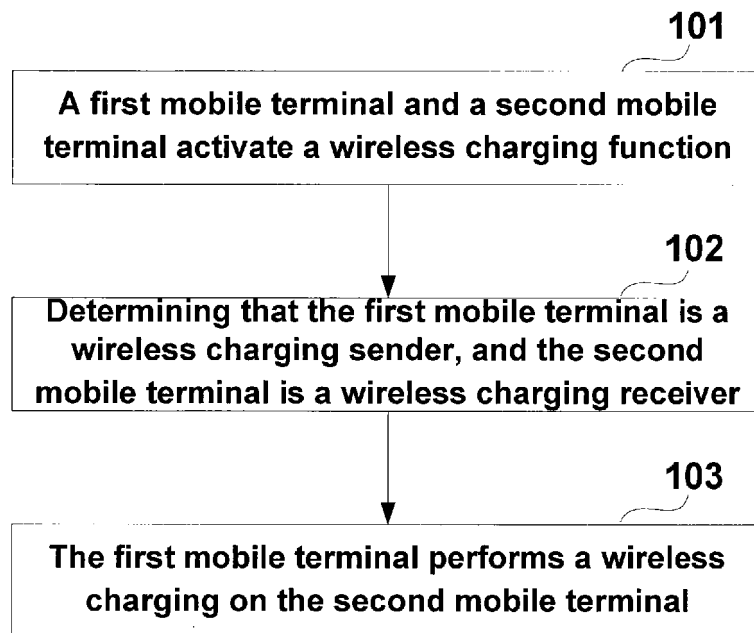 101
A first mobile terminal and a second mobile
terminal activate a wireless charging function
102
Determining that the first mobile terminal is a
wireless charging sender, and the second
mobile terminal is a wireless charging receiver
103
The first mobile terminal performs a wireless
charging on the second mobile terminal